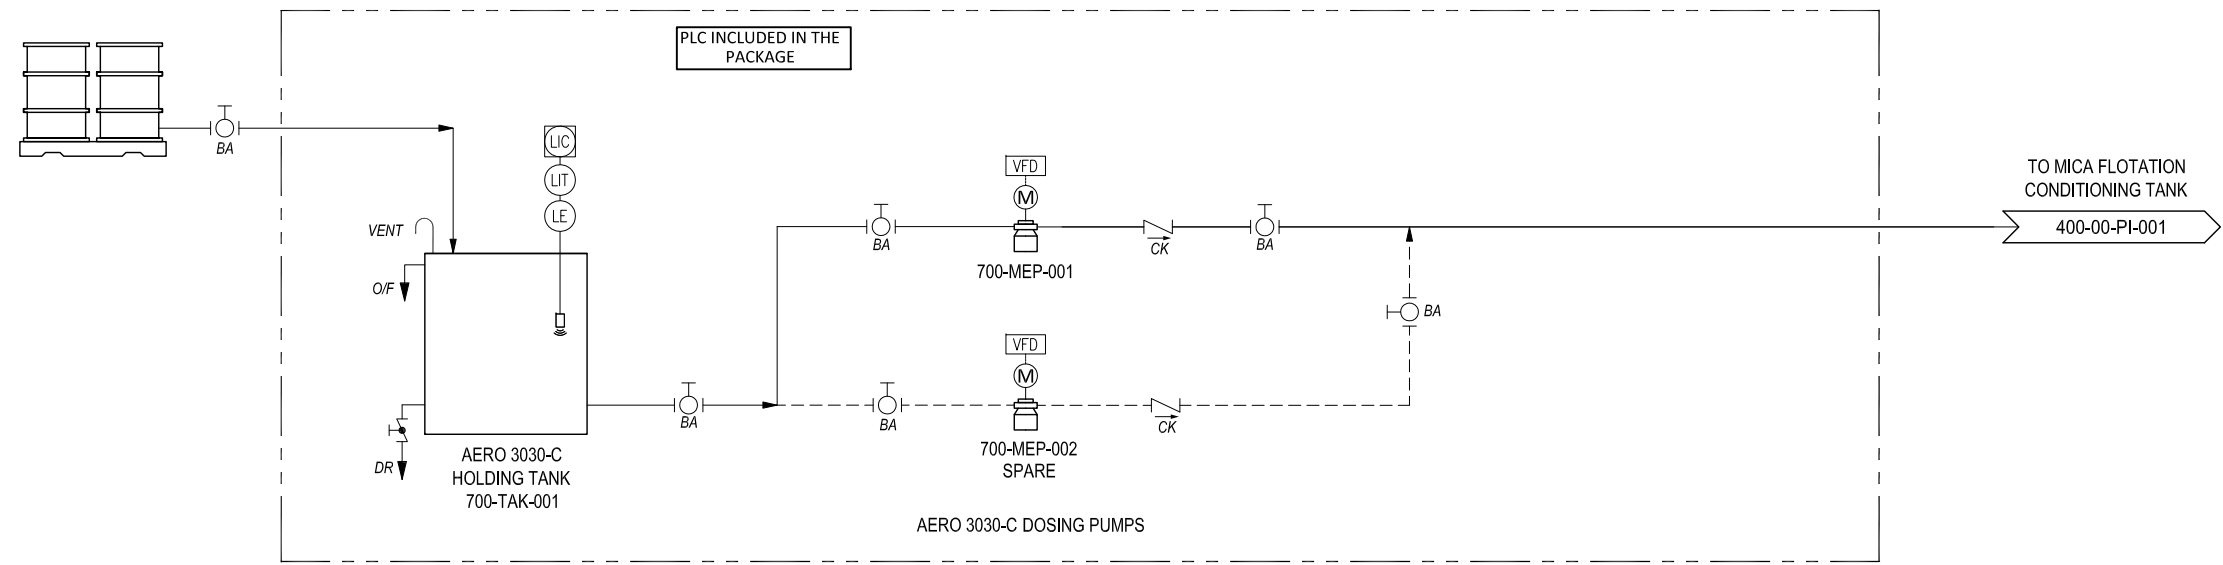 PLC INCLUDED IN THE
PACKAGE
BA
LIC
LIT
LE
VENT
O/F
DR
AERO 3030-C
HOLDING TANK
700-TAK-001
BA
VFD
M
BA
700-MEP-001
CK
BA
VFD
M
BA
700-MEP-002
SPARE
CK
BA
AERO 3030-C DOSING PUMPS
TO MICA FLOTATION
CONDITIONING TANK
400-00-PI-001